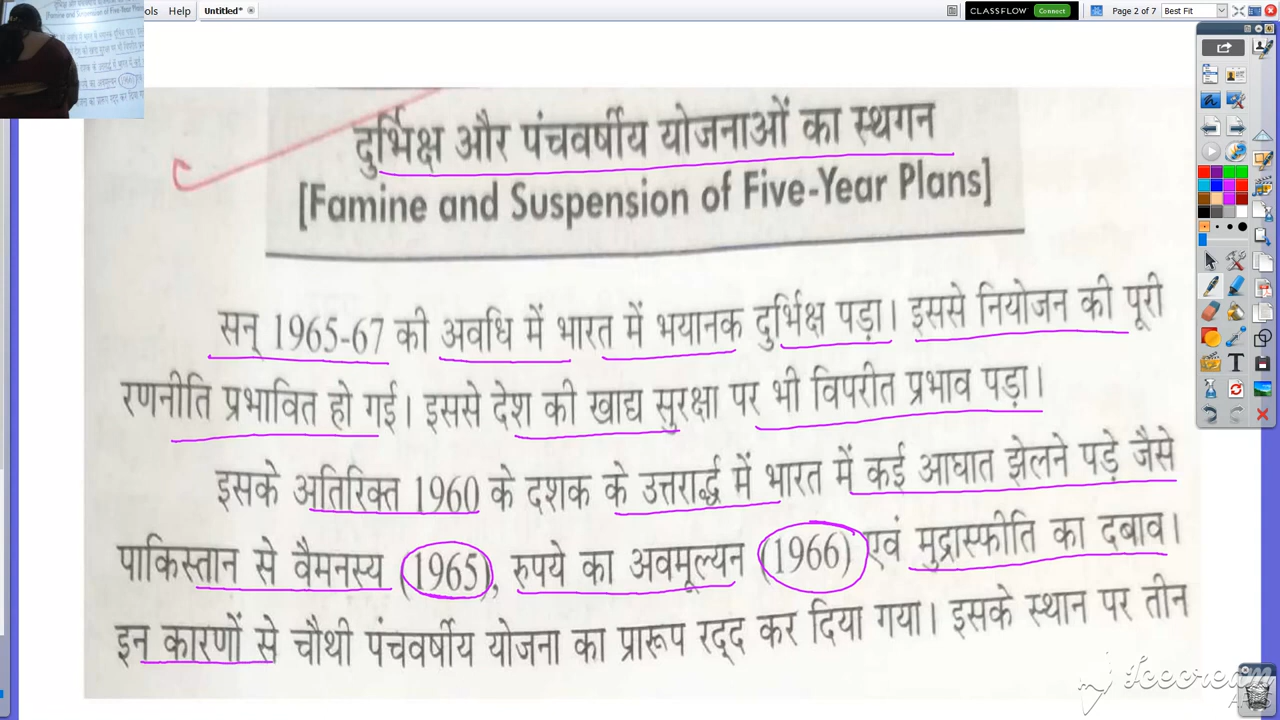 ols Help Untitled* CLASSFLOW Connect Page 2 of 7 Best Fit
दुर्भिक्ष और पंचवर्षीय योजनाओं का स्थगन
[Famine and Suspension of Five-Year Plans]
सन् 1965-67 की अवधि में भारत में भयानक दुर्भिक्ष पड़ा। इससे नियोजन की पूरी
रणनीति प्रभावित हो गई। इससे देश की खाद्य सुरक्षा पर भी विपरीत प्रभाव पड़ा।
इसके अतिरिक्त 1960 के दशक के उत्तरार्द्ध में भारत में कई आघात झेलने पड़े जैसे
पाकिस्तान से वैमनस्य (1965), रुपये का अवमूल्यन (1966) एवं मुद्रास्फीति का दबाव।
इन कारणों से चौथी पंचवर्षीय योजना का प्रारूप रद्द कर दिया गया। इसके स्थान पर तीन
Icecream
APPS